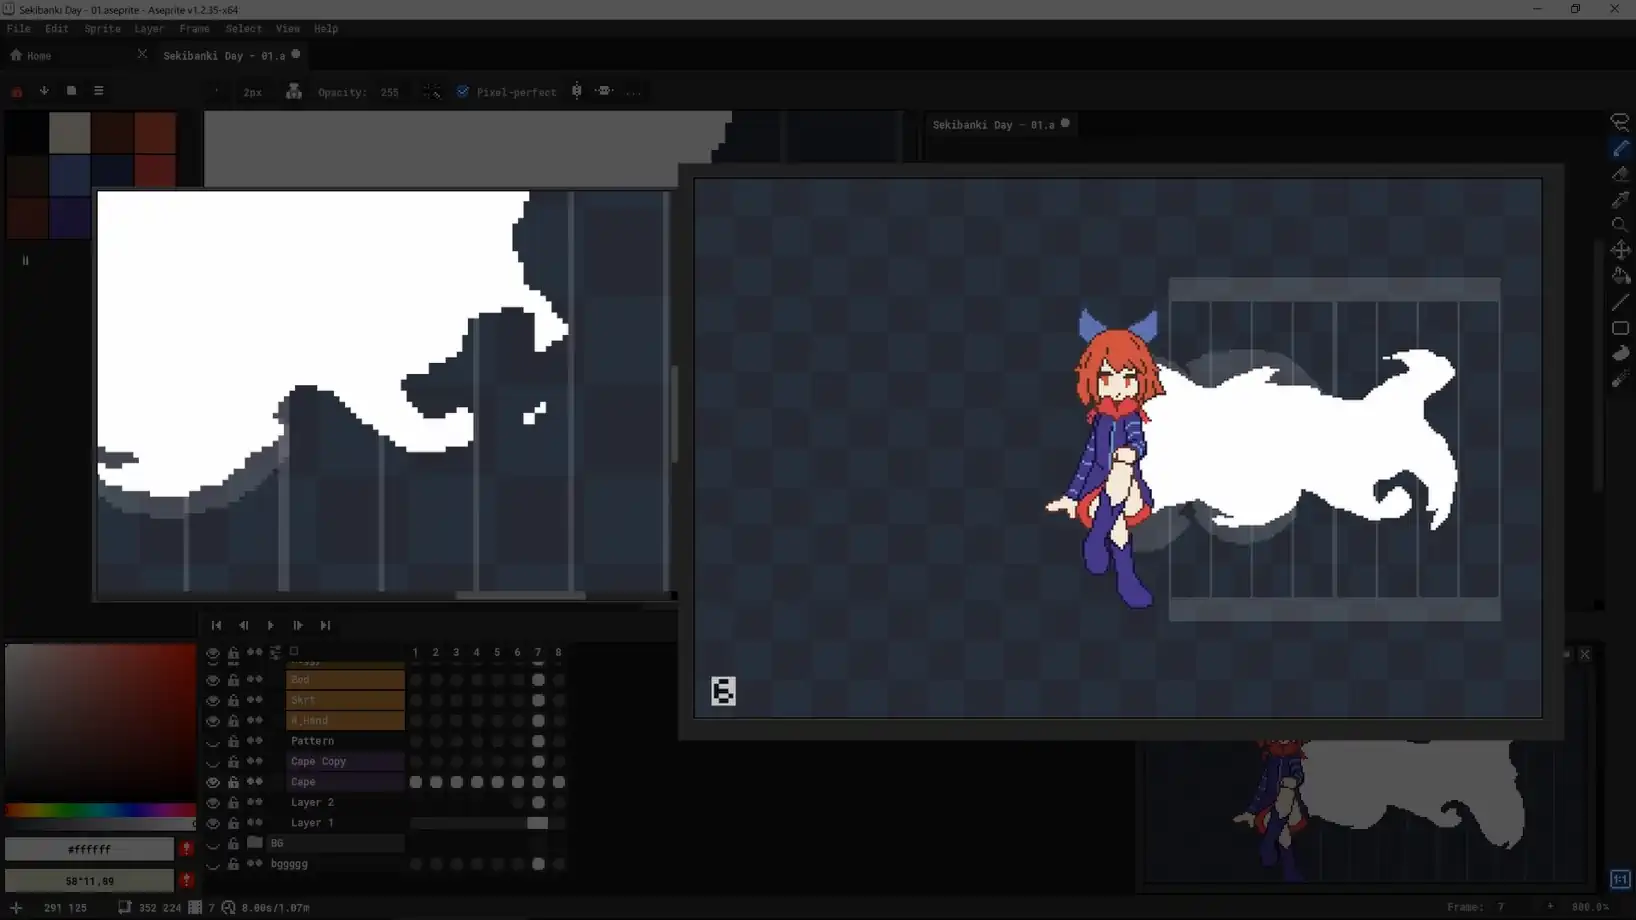 Sekibanki Day - 01.aseprite - Aseprite v1.2.35-x64
File Edit Sprite Layer Frame Select View Help
Home
Sekibanki Day - 01.a
2px Opacity: 255 Pixel-perfect ...
Sekibanki Day - 01.a
6
1 2 3 4 5 6 7 8
Bod
Skrt
Pattern
Cape Copy
Cape
Layer 2
Layer 1
BG
bggggg
#ffffff
58°11,89
291 125 352 224 7 8.00s/1.07m
Frame: 7 + 800.0%
1:1